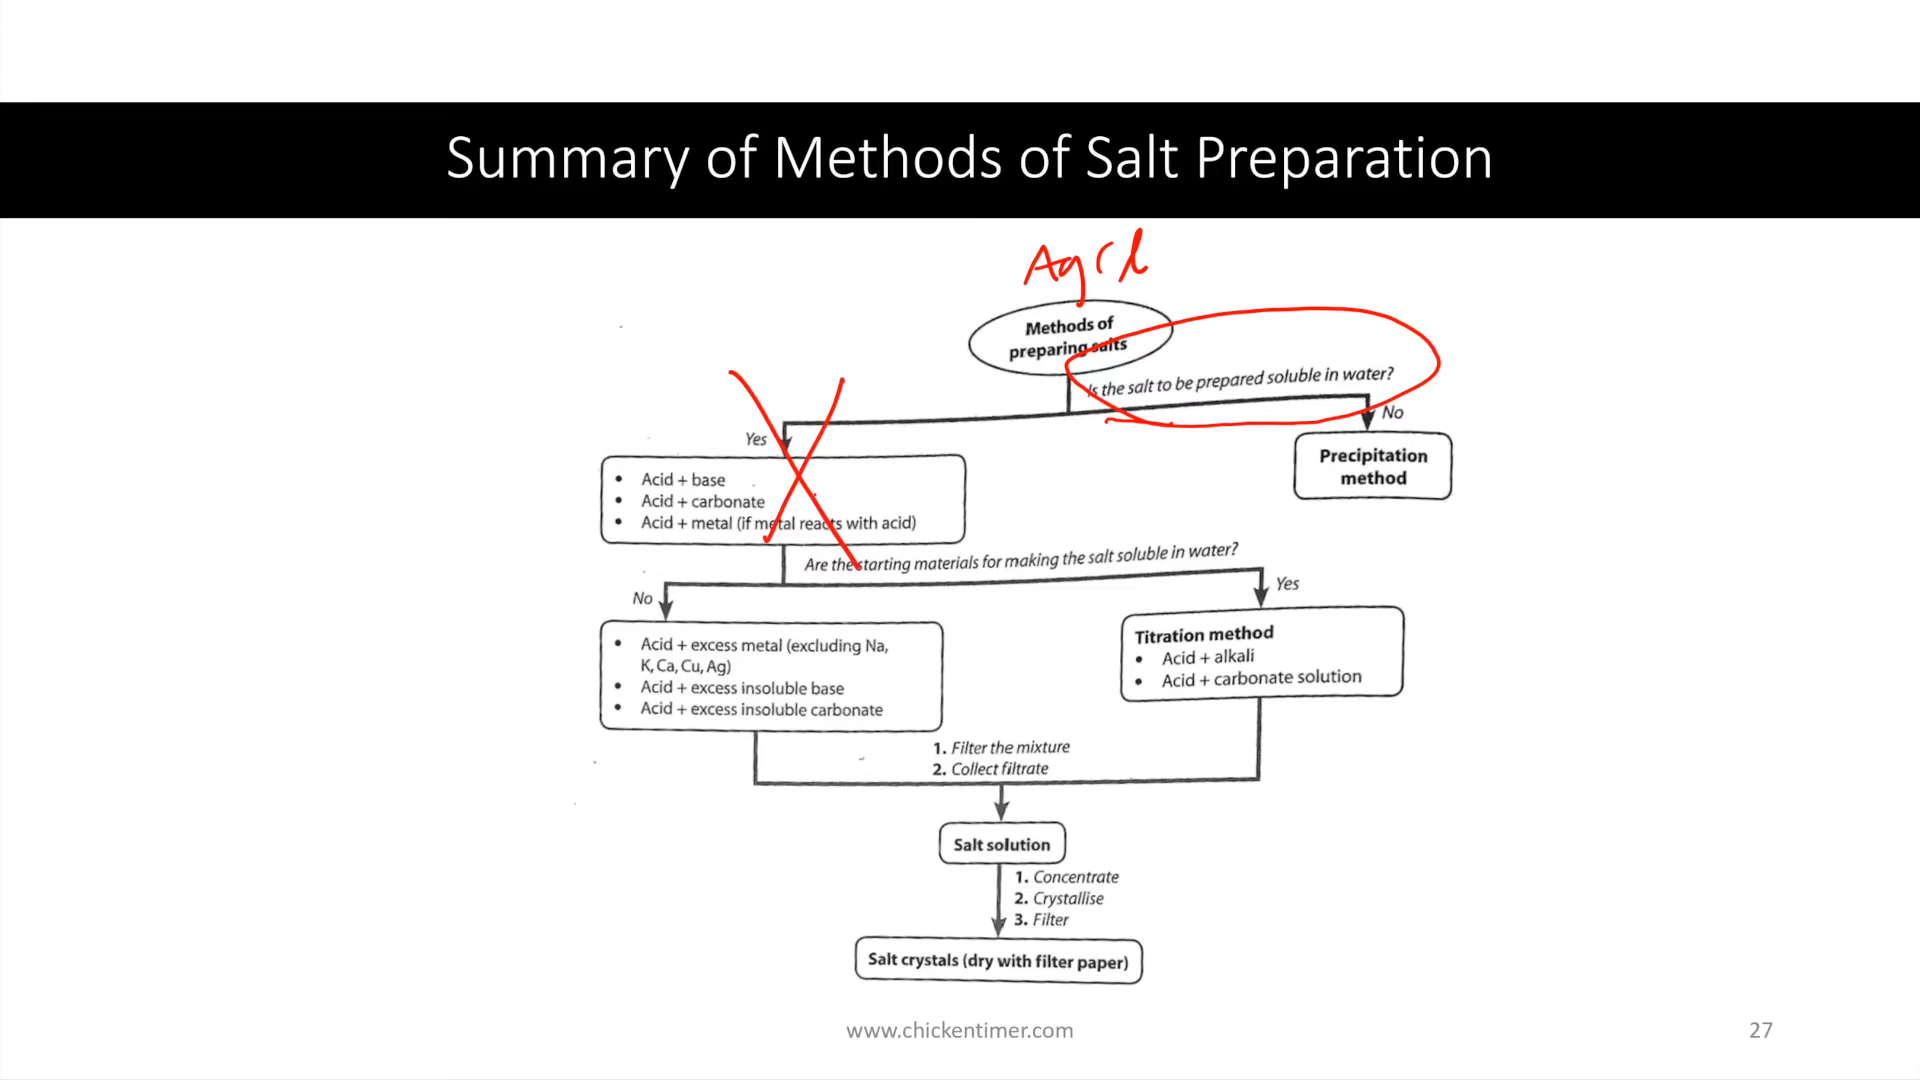 Summary of Methods of Salt Preparation
AgCl
Methods of
preparing salts
Is the salt to be prepared soluble in water?
Yes
No
Precipitation
method
• Acid + base
• Acid + carbonate
• Acid + metal (if metal reacts with acid)
Are the starting materials for making the salt soluble in water?
No
Yes
• Acid + excess metal (excluding Na,
K, Ca, Cu, Ag)
• Acid + excess insoluble base
• Acid + excess insoluble carbonate
Titration method
• Acid + alkali
• Acid + carbonate solution
1. Filter the mixture
2. Collect filtrate
Salt solution
1. Concentrate
2. Crystallise
3. Filter
Salt crystals (dry with filter paper)
www.chickentimer.com
27